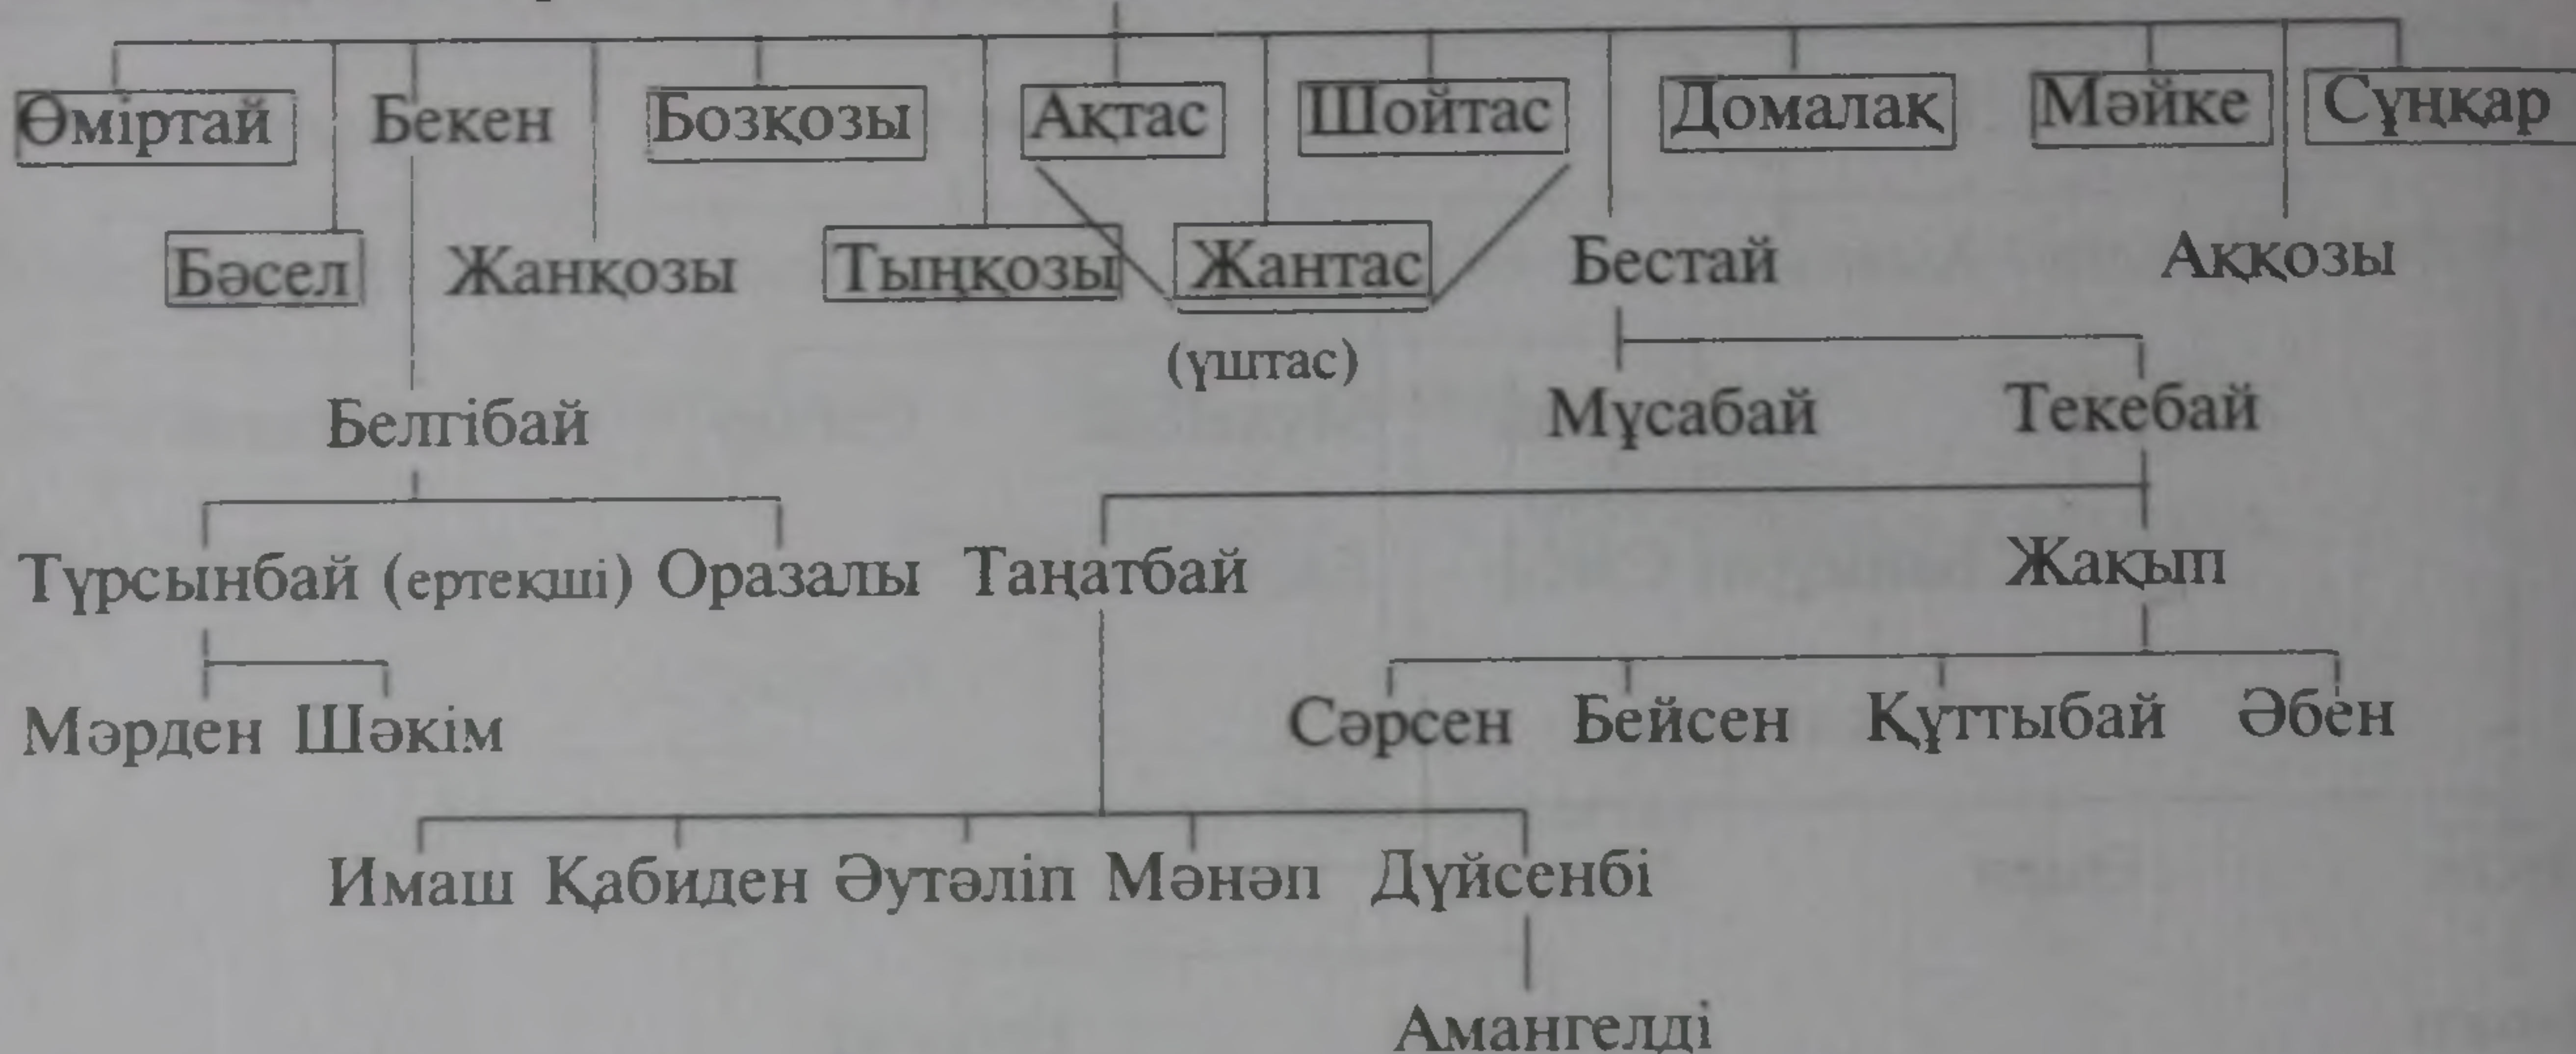 Өміртай Бекен Бозқозы Ақтас Шойтас Домалақ Мәйке Сұңқар
Бәсел Жанқозы Тыңқозы Жантас Бестай Аққозы
(үштас)
Белгібай Мұсабай Текебай
Түрсынбай (ертекші) Оразалы Таңатбай Жақып
Мәрден Шәкім Сәрсен Бейсен Құттыбай Әбен
Имаш Қабиден Әутәліп Мәнәп Дүйсенбі
Амангелді